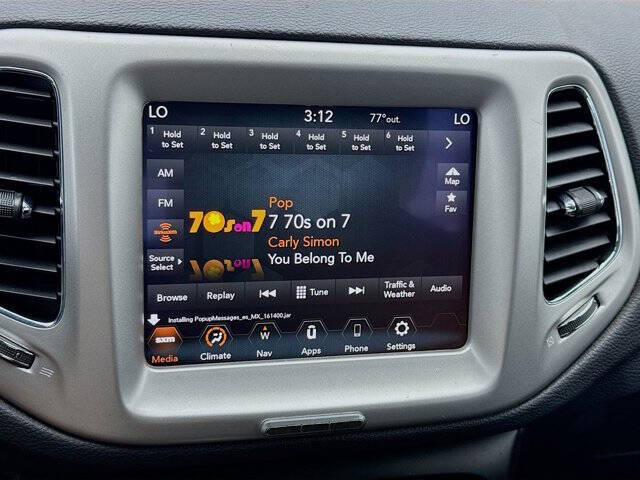 LO 3:12 77°out. LO
1 Hold to Set 2 Hold to Set 3 Hold to Set 4 Hold to Set 5 Hold to Set 6 Hold to Set
AM
Map
FM
Fav
Pop
70s on 7 7 70s on 7
Carly Simon
Source Select
You Belong To Me
Browse Replay Tune Traffic & Weather Audio
Installing PopupMessages_es_MX_161400.jar
sxm W u
Media Climate Nav Apps Phone Settings